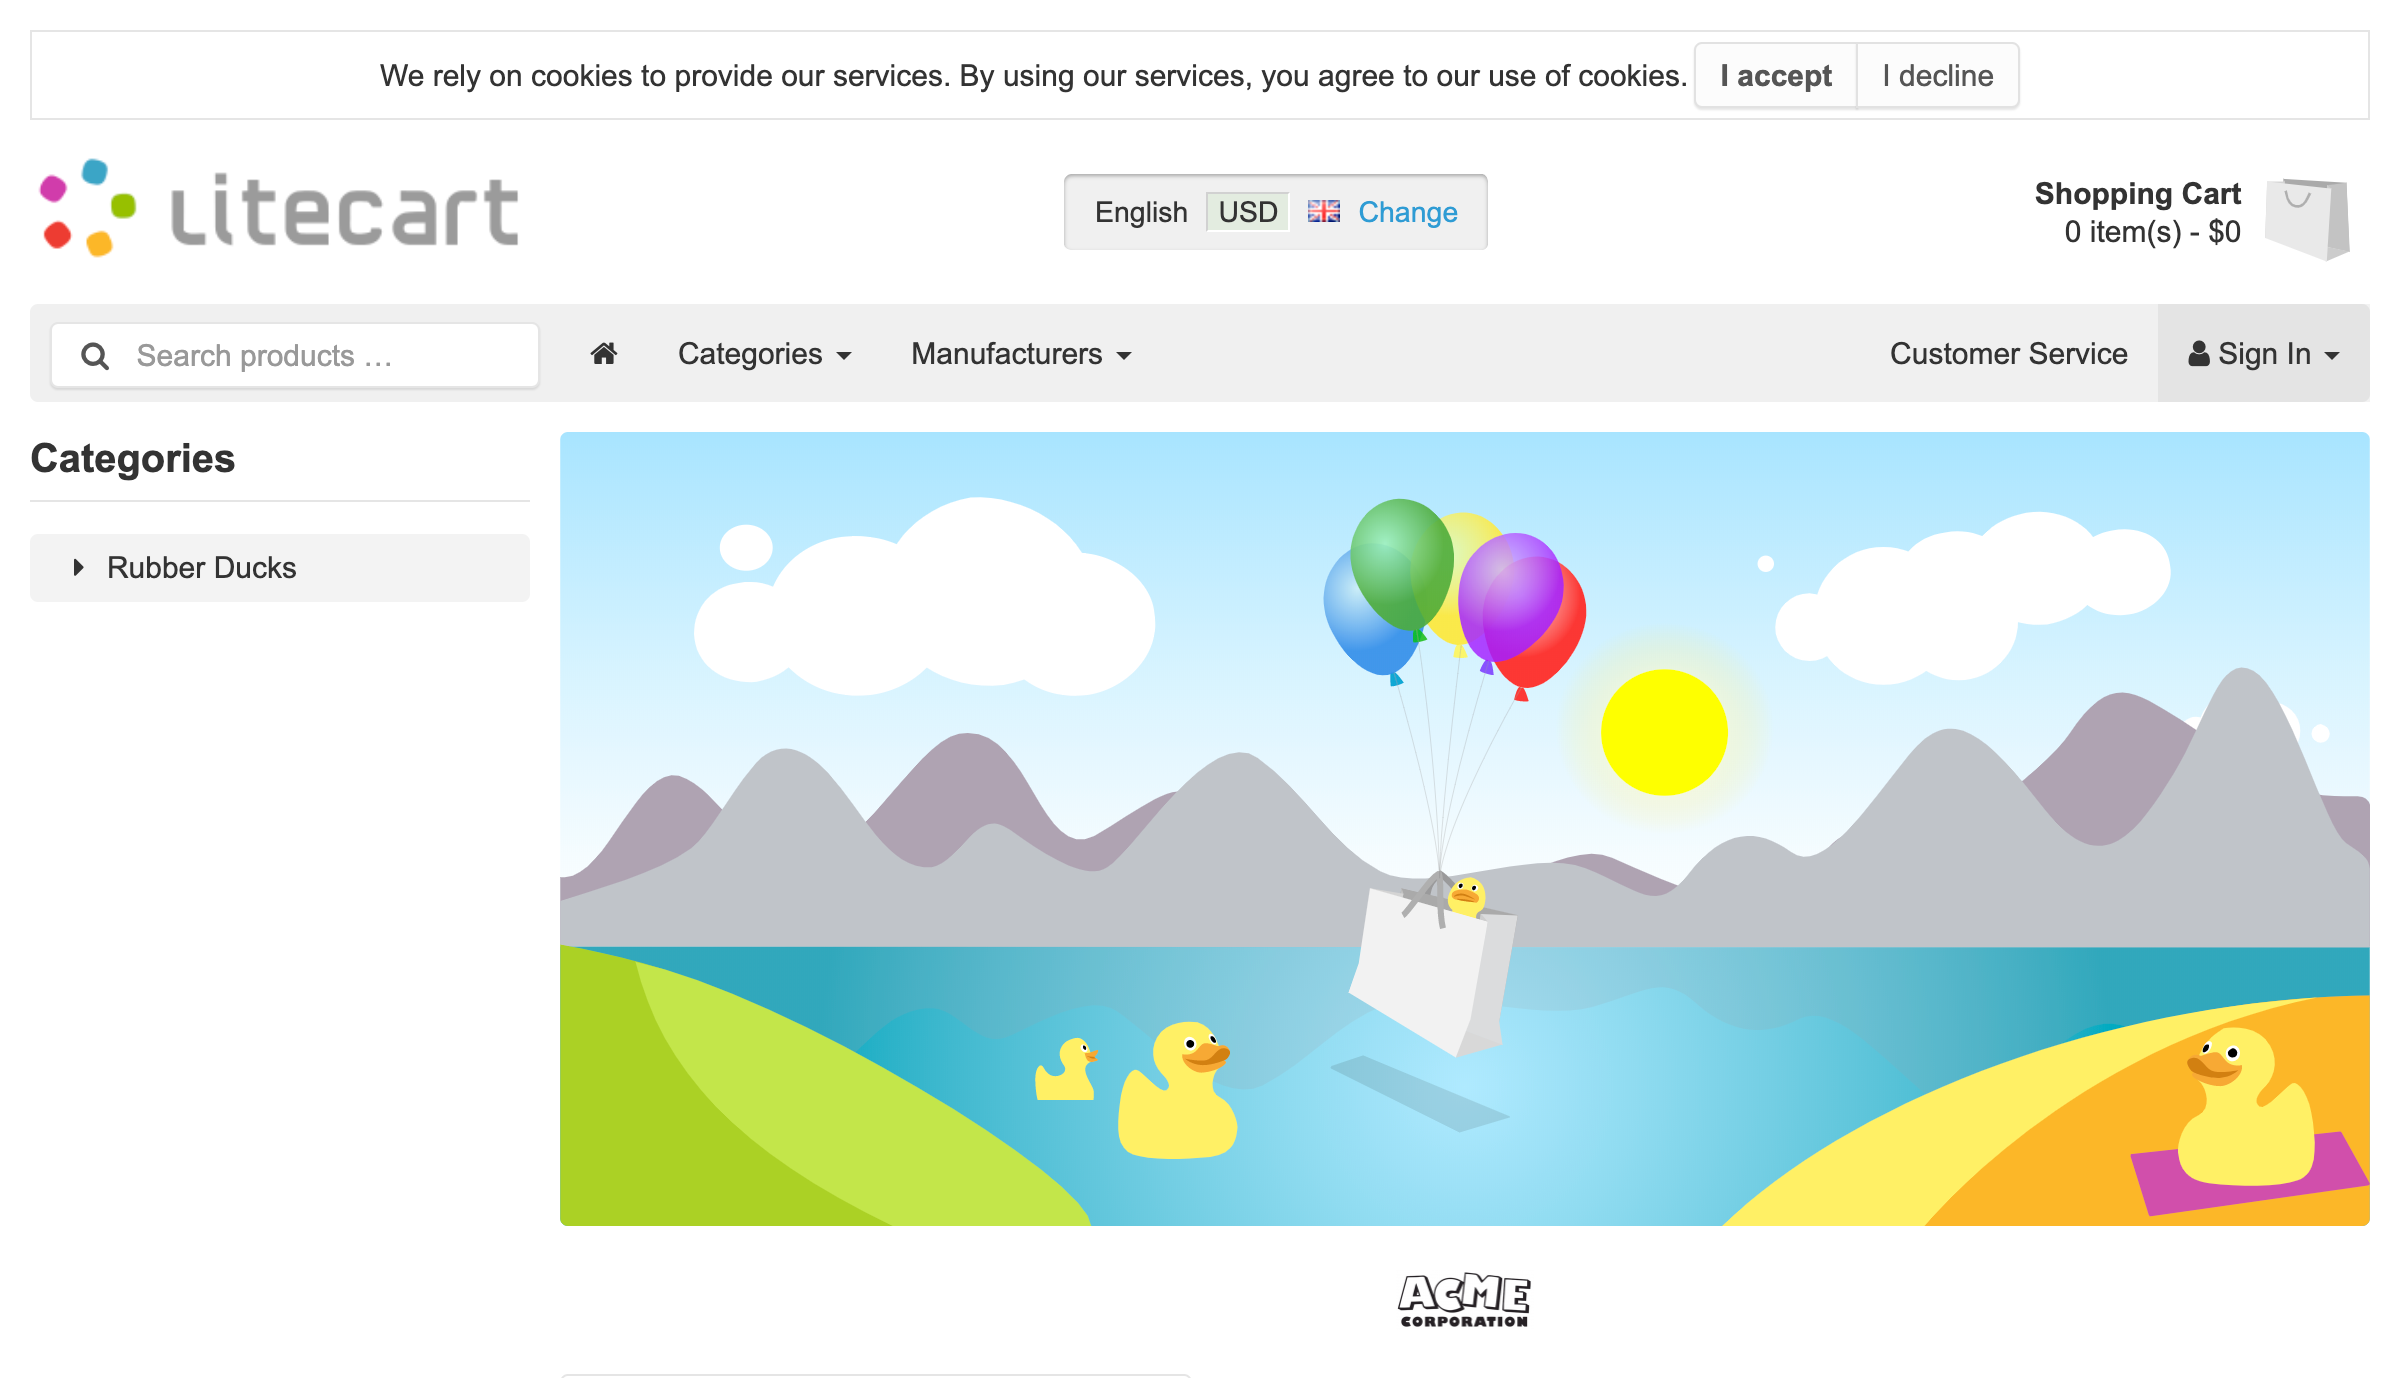 We rely on cookies to provide our services. By using our services, you agree to our use of cookies. I accept I decline
Litecart
English USD Change
Shopping Cart
0 item(s) - $0
Search products …
Categories
Manufacturers
Customer Service
Sign In
Categories
Rubber Ducks
ACME
CORPORATION